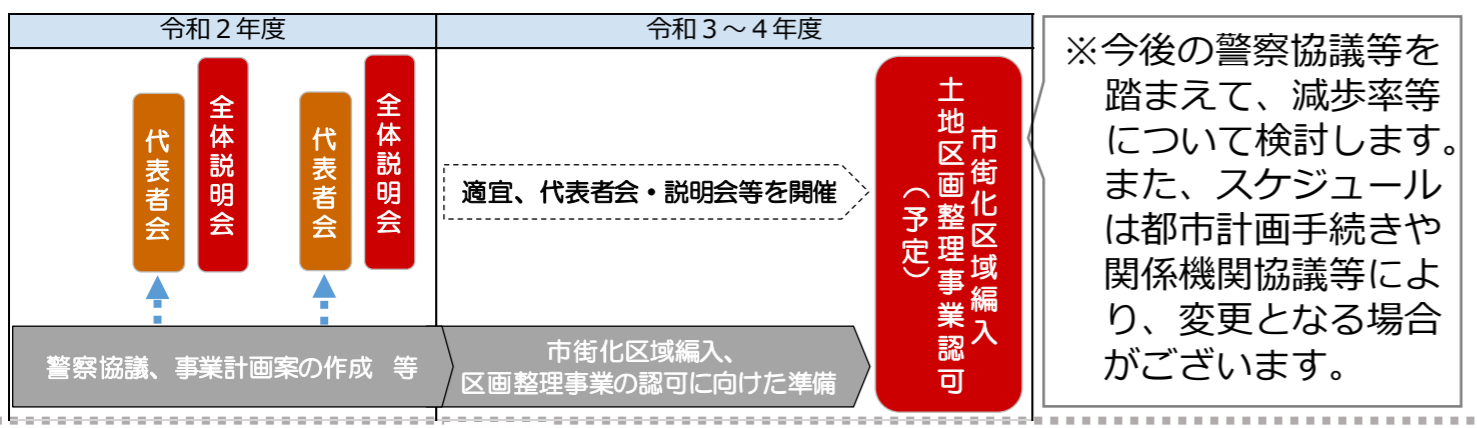 令和２年度
令和３～４年度
代表者会
全体説明会
代表者会
全体説明会
適宜、代表者会・説明会等を開催
市街化区域編入
土地区画整理事業認可
（予定）
警察協議、事業計画案の作成 等
市街化区域編入、
区画整理事業の認可に向けた準備
※今後の警察協議等を
踏まえて、減歩率等
について検討します。
また、スケジュール
は都市計画手続きや
関係機関協議等によ
り、変更となる場合
がございます。